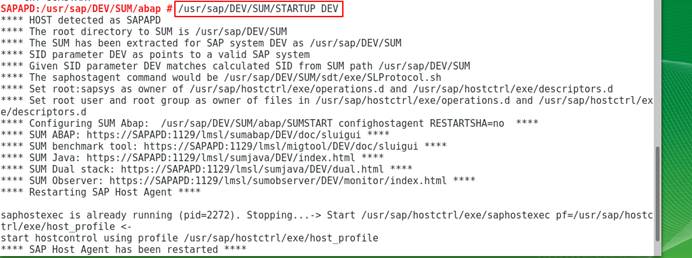 SAPAPD:/usr/sap/DEV/SUM/abap # /usr/sap/DEV/SUM/STARTUP DEV
**** HOST detected as SAPAPD
**** The root directory to SUM is /usr/sap/DEV/SUM
**** The SUM has been extracted for SAP system DEV as /usr/sap/DEV/SUM
**** SID parameter DEV as points to a valid SAP system
**** Given SID parameter DEV matches calculated SID from SUM path /usr/sap/DEV/SUM
**** The saphostagent command would be /usr/sap/DEV/SUM/sdt/exe/SLProtocol.sh
**** Set root:sapsys as owner of /usr/sap/hostctrl/exe/operations.d and /usr/sap/hostctrl/exe/descriptors.d
**** Set root user and root group as owner of files in /usr/sap/hostctrl/exe/operations.d and /usr/sap/hostctrl/ex
e/descriptors.d
**** Configuring SUM Abap:  /usr/sap/DEV/SUM/abap/SUMSTART confighostagent RESTARTSHA=no  ****
**** SUM ABAP: https://SAPAPD:1129/lmsl/sumabap/DEV/doc/sluigui ****
**** SUM benchmark tool: https://SAPAPD:1129/lmsl/migtool/DEV/doc/sluigui ****
**** SUM Java: https://SAPAPD:1129/lmsl/sumjava/DEV/index.html ****
**** SUM Dual stack: https://SAPAPD:1129/lmsl/sumjava/DEV/dual.html ****
**** SUM Observer: https://SAPAPD:1129/lmsl/sumobserver/DEV/monitor/index.html ****
**** Restarting SAP Host Agent ****
saphostexec is already running (pid=2272). Stopping...-> Start /usr/sap/hostctrl/exe/saphostexec pf=/usr/sap/hostc
trl/exe/host_profile <-
start hostcontrol using profile /usr/sap/hostctrl/exe/host_profile
**** SAP Host Agent has been restarted ****